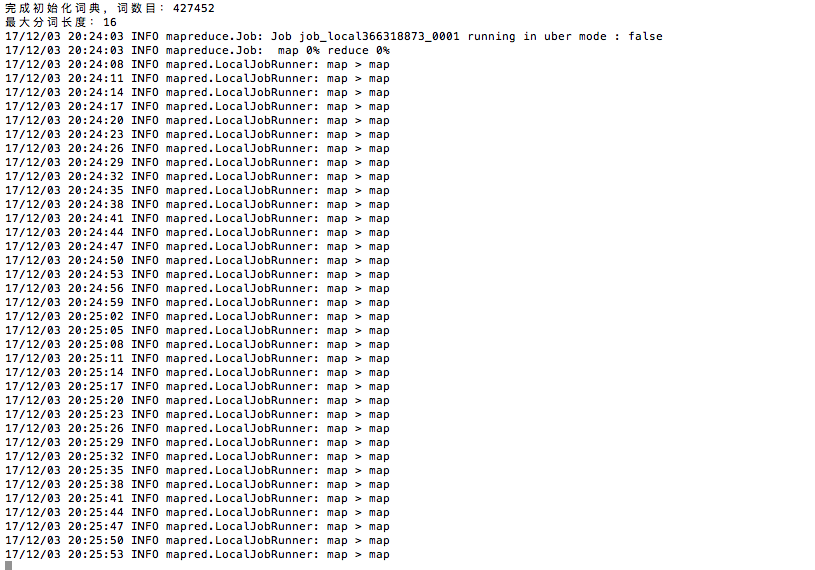 完成初始化词典，词数目：427452
最大分词长度：16
17/12/03 20:24:03 INFO mapreduce.Job: Job job_local366318873_0001 running in uber mode : false
17/12/03 20:24:03 INFO mapreduce.Job:  map 0% reduce 0%
17/12/03 20:24:08 INFO mapred.LocalJobRunner: map > map
17/12/03 20:24:11 INFO mapred.LocalJobRunner: map > map
17/12/03 20:24:14 INFO mapred.LocalJobRunner: map > map
17/12/03 20:24:17 INFO mapred.LocalJobRunner: map > map
17/12/03 20:24:20 INFO mapred.LocalJobRunner: map > map
17/12/03 20:24:23 INFO mapred.LocalJobRunner: map > map
17/12/03 20:24:26 INFO mapred.LocalJobRunner: map > map
17/12/03 20:24:29 INFO mapred.LocalJobRunner: map > map
17/12/03 20:24:32 INFO mapred.LocalJobRunner: map > map
17/12/03 20:24:35 INFO mapred.LocalJobRunner: map > map
17/12/03 20:24:38 INFO mapred.LocalJobRunner: map > map
17/12/03 20:24:41 INFO mapred.LocalJobRunner: map > map
17/12/03 20:24:44 INFO mapred.LocalJobRunner: map > map
17/12/03 20:24:47 INFO mapred.LocalJobRunner: map > map
17/12/03 20:24:50 INFO mapred.LocalJobRunner: map > map
17/12/03 20:24:53 INFO mapred.LocalJobRunner: map > map
17/12/03 20:24:56 INFO mapred.LocalJobRunner: map > map
17/12/03 20:24:59 INFO mapred.LocalJobRunner: map > map
17/12/03 20:25:02 INFO mapred.LocalJobRunner: map > map
17/12/03 20:25:05 INFO mapred.LocalJobRunner: map > map
17/12/03 20:25:08 INFO mapred.LocalJobRunner: map > map
17/12/03 20:25:11 INFO mapred.LocalJobRunner: map > map
17/12/03 20:25:14 INFO mapred.LocalJobRunner: map > map
17/12/03 20:25:17 INFO mapred.LocalJobRunner: map > map
17/12/03 20:25:20 INFO mapred.LocalJobRunner: map > map
17/12/03 20:25:23 INFO mapred.LocalJobRunner: map > map
17/12/03 20:25:26 INFO mapred.LocalJobRunner: map > map
17/12/03 20:25:29 INFO mapred.LocalJobRunner: map > map
17/12/03 20:25:32 INFO mapred.LocalJobRunner: map > map
17/12/03 20:25:35 INFO mapred.LocalJobRunner: map > map
17/12/03 20:25:38 INFO mapred.LocalJobRunner: map > map
17/12/03 20:25:41 INFO mapred.LocalJobRunner: map > map
17/12/03 20:25:44 INFO mapred.LocalJobRunner: map > map
17/12/03 20:25:47 INFO mapred.LocalJobRunner: map > map
17/12/03 20:25:50 INFO mapred.LocalJobRunner: map > map
17/12/03 20:25:53 INFO mapred.LocalJobRunner: map > map